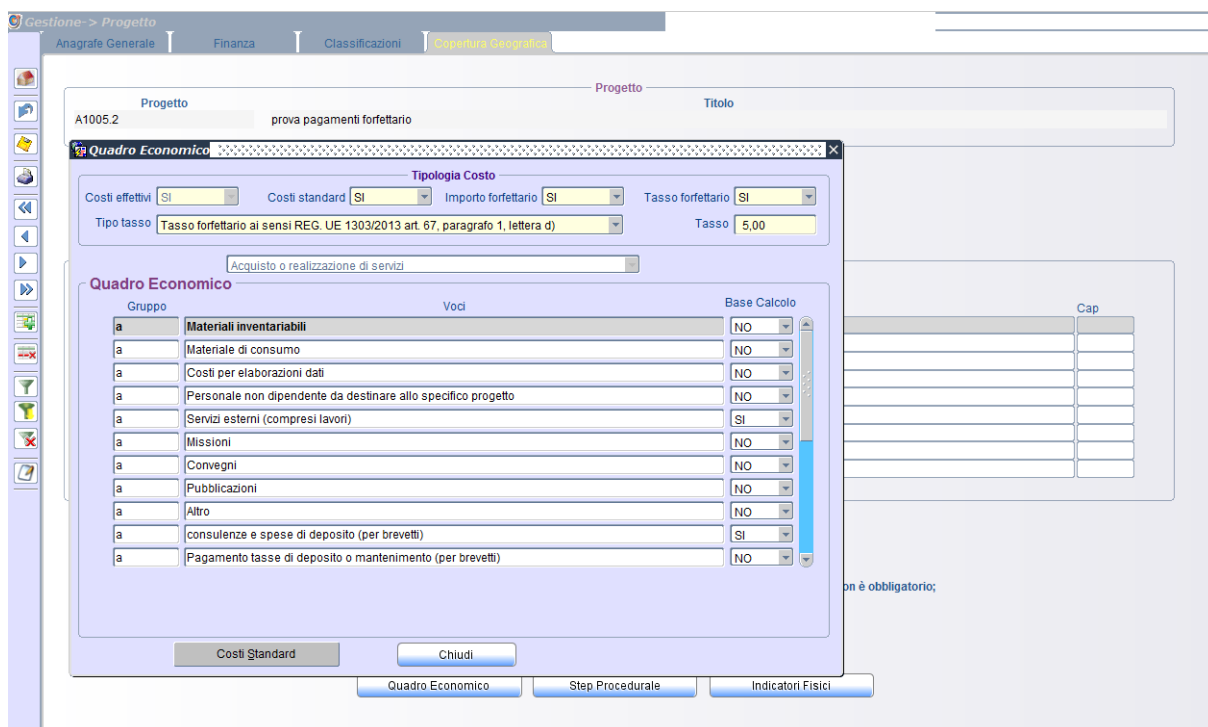 Gestione-> Progetto
Anagrafe Generale Finanza Classificazioni Copertura Geografica
Progetto
Progetto Titolo
A1005.2 prova pagamenti forfettario
Quadro Economico
Tipologia Costo
Costi effettivi SI Costi standard SI Importo forfettario SI Tasso forfettario SI
Tipo tasso Tasso forfettario ai sensi REG. UE 1303/2013 art. 67, paragrafo 1, lettera d) Tasso 5,00
Acquisto o realizzazione di servizi
Quadro Economico
Gruppo Voci Base Calcolo
Cap
a Materiali inventariabili NO
a Materiale di consumo NO
a Costi per elaborazioni dati NO
a Personale non dipendente da destinare allo specifico progetto NO
a Servizi esterni (compresi lavori) SI
a Missioni NO
a Convegni NO
a Pubblicazioni NO
a Altro NO
a consulenze e spese di deposito (per brevetti) SI
a Pagamento tasse di deposito o mantenimento (per brevetti) NO
on è obbligatorio;
Costi Standard Chiudi
Quadro Economico Step Procedurale Indicatori Fisici